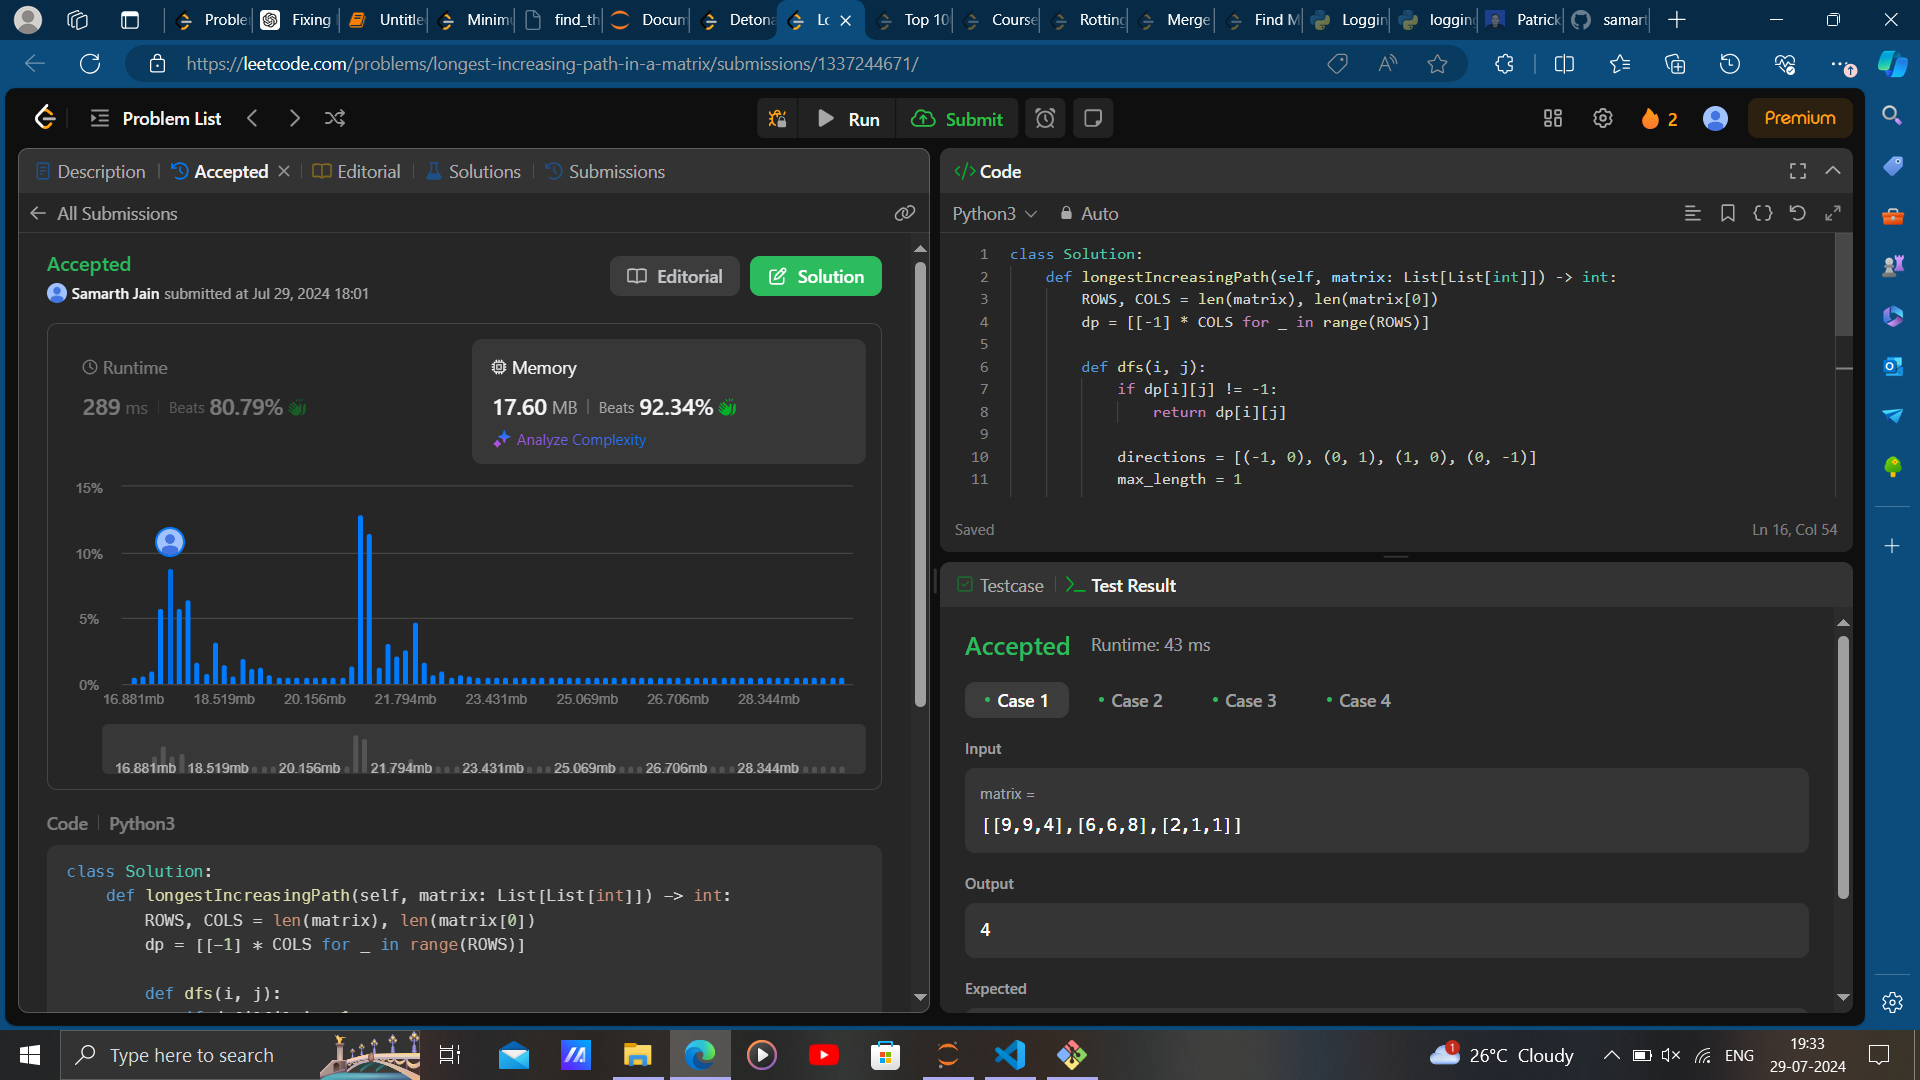 Proble
Fixing
Untitle
Minim
find_th
Docum
Detona
Lo
Top 10
Course
Rotting
Merge
Find M
Loggin
logging
Patrick
samart
https://leetcode.com/problems/longest-increasing-path-in-a-matrix/submissions/1337244671/
Problem List
Run
Submit
2
Premium
Description
Accepted
Editorial
Solutions
Submissions
All Submissions
Accepted
Samarth Jain submitted at Jul 29, 2024 18:01
Editorial
Solution
Runtime
289 ms Beats 80.79%
Memory
17.60 MB Beats 92.34%
Analyze Complexity
15%
10%
5%
0%
16.881mb 18.519mb 20.156mb 21.794mb 23.431mb 25.069mb 26.706mb 28.344mb
16.881mb 18.519mb 20.156mb 21.794mb 23.431mb 25.069mb 26.706mb 28.344mb
Code Python3
class Solution:
def longestIncreasingPath(self, matrix: List[List[int]]) -> int:
ROWS, COLS = len(matrix), len(matrix[0])
dp = [[-1] * COLS for _ in range(ROWS)]
def dfs(i, j):
</> Code
Python3 Auto
1 class Solution:
2 def longestIncreasingPath(self, matrix: List[List[int]]) -> int:
3 ROWS, COLS = len(matrix), len(matrix[0])
4 dp = [[-1] * COLS for _ in range(ROWS)]
5
6 def dfs(i, j):
7 if dp[i][j] != -1:
8 return dp[i][j]
9
10 directions = [(-1, 0), (0, 1), (1, 0), (0, -1)]
11 max_length = 1
Saved
Ln 16, Col 54
Testcase
Test Result
Accepted Runtime: 43 ms
Case 1 Case 2 Case 3 Case 4
Input
matrix =
[[9,9,4],[6,6,8],[2,1,1]]
Output
4
Expected
Type here to search
1
26°C Cloudy
ENG
19:33
29-07-2024